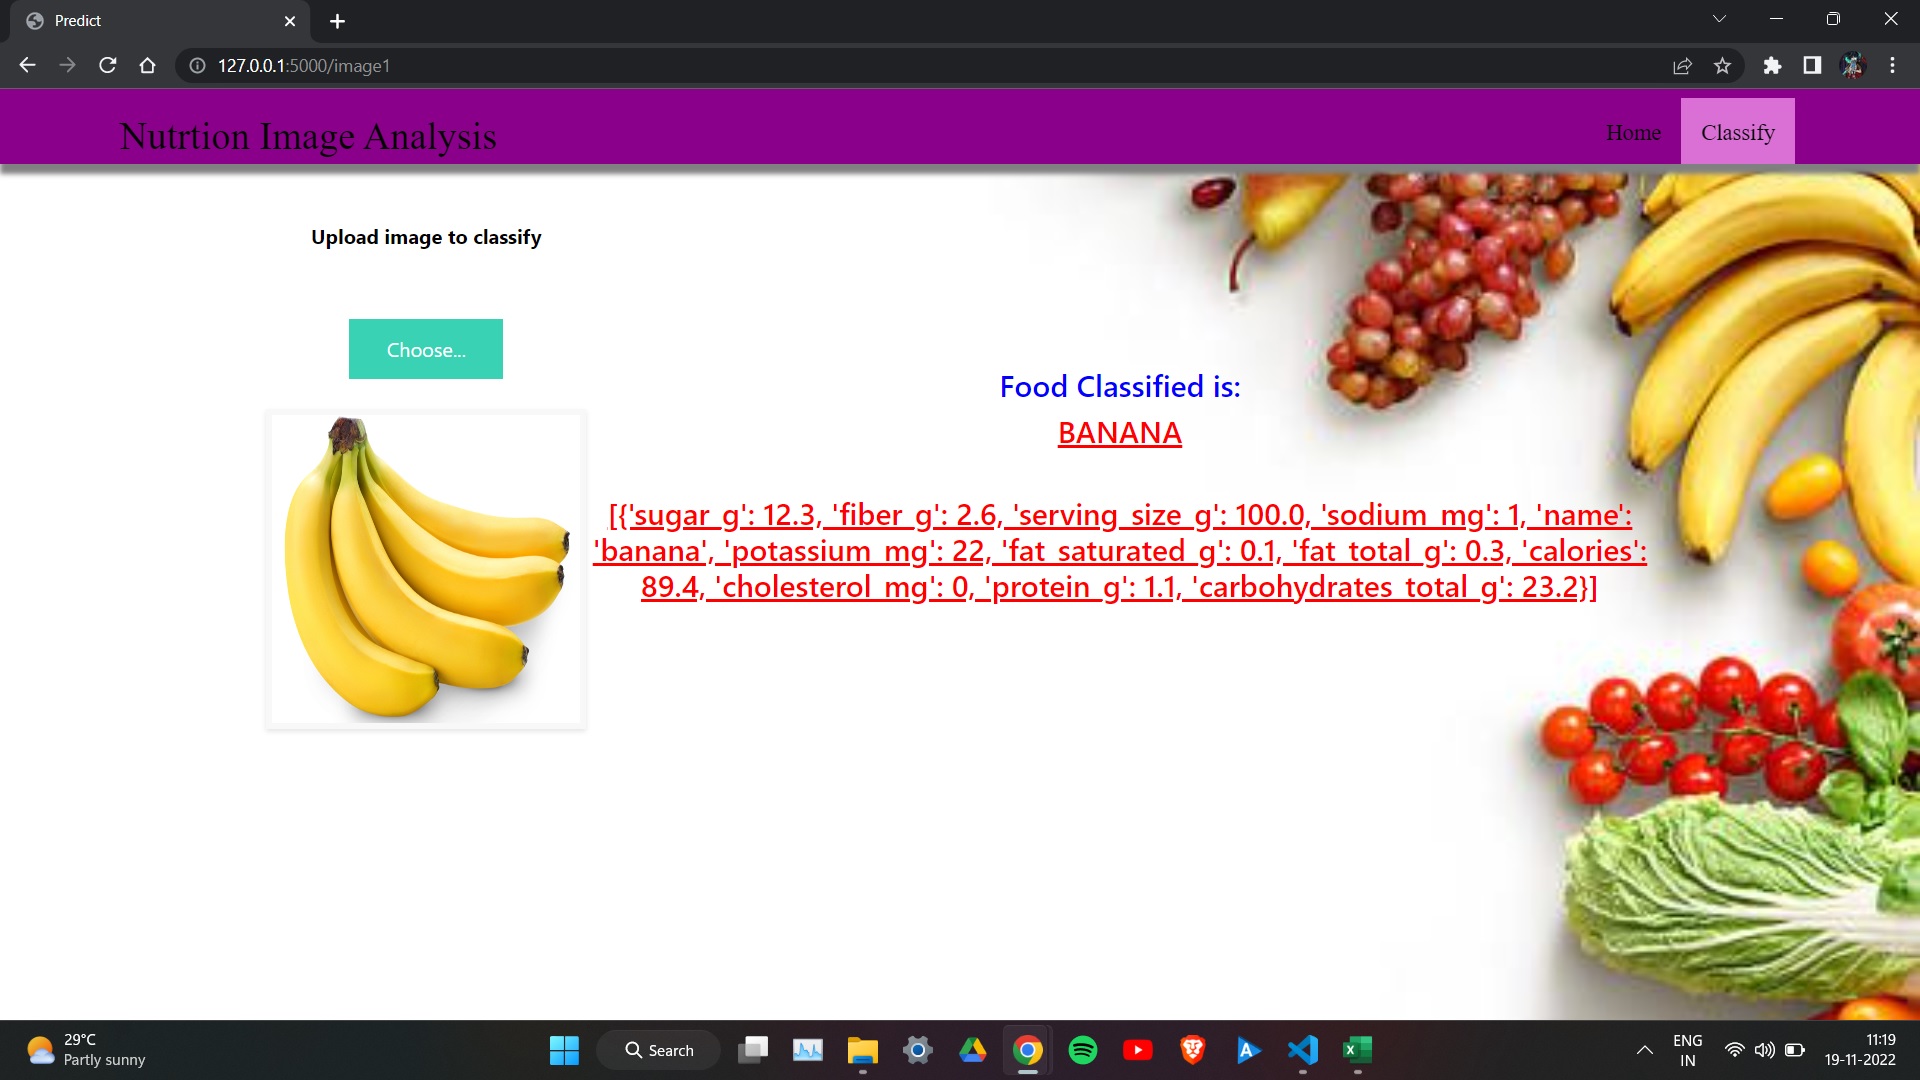 Predict
127.0.0.1:5000/image1
Nutrtion Image Analysis
Home
Classify
Upload image to classify
Choose...
Food Classified is:
BANANA
[{'sugar_g': 12.3, 'fiber_g': 2.6, 'serving_size_g': 100.0, 'sodium_mg': 1, 'name':
'banana', 'potassium_mg': 22, 'fat_saturated_g': 0.1, 'fat_total_g': 0.3, 'calories':
89.4, 'cholesterol_mg': 0, 'protein_g': 1.1, 'carbohydrates_total_g': 23.2}]
29°C
Partly sunny
Search
ENG
IN
11:19
19-11-2022